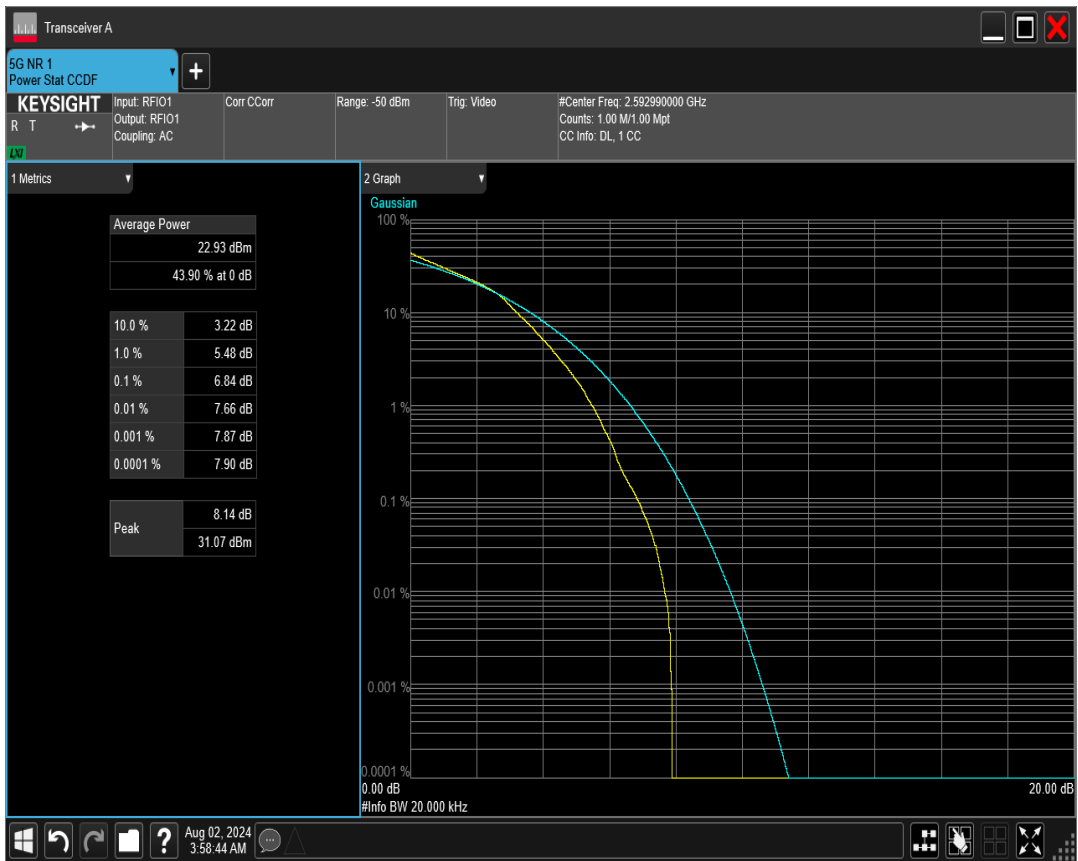 Transceiver A
5G NR 1
Power Stat CCDF
KEYSIGHT
R T
LXI
Input: RFIO1
Output: RFIO1
Coupling: AC
Corr CCorr
Range: -50 dBm
Trig: Video
#Center Freq: 2.592990000 GHz
Counts: 1.00 M/1.00 Mpt
CC Info: DL, 1 CC
1 Metrics
Average Power
22.93 dBm
43.90 % at 0 dB
10.0 % 3.22 dB
1.0 % 5.48 dB
0.1 % 6.84 dB
0.01 % 7.66 dB
0.001 % 7.87 dB
0.0001 % 7.90 dB
Peak
8.14 dB
31.07 dBm
2 Graph
Gaussian
100 %
10 %
1 %
0.1 %
0.01 %
0.001 %
0.0001 %
0.00 dB 20.00 dB
#Info BW 20.000 kHz
?
Aug 02, 2024
3:58:44 AM